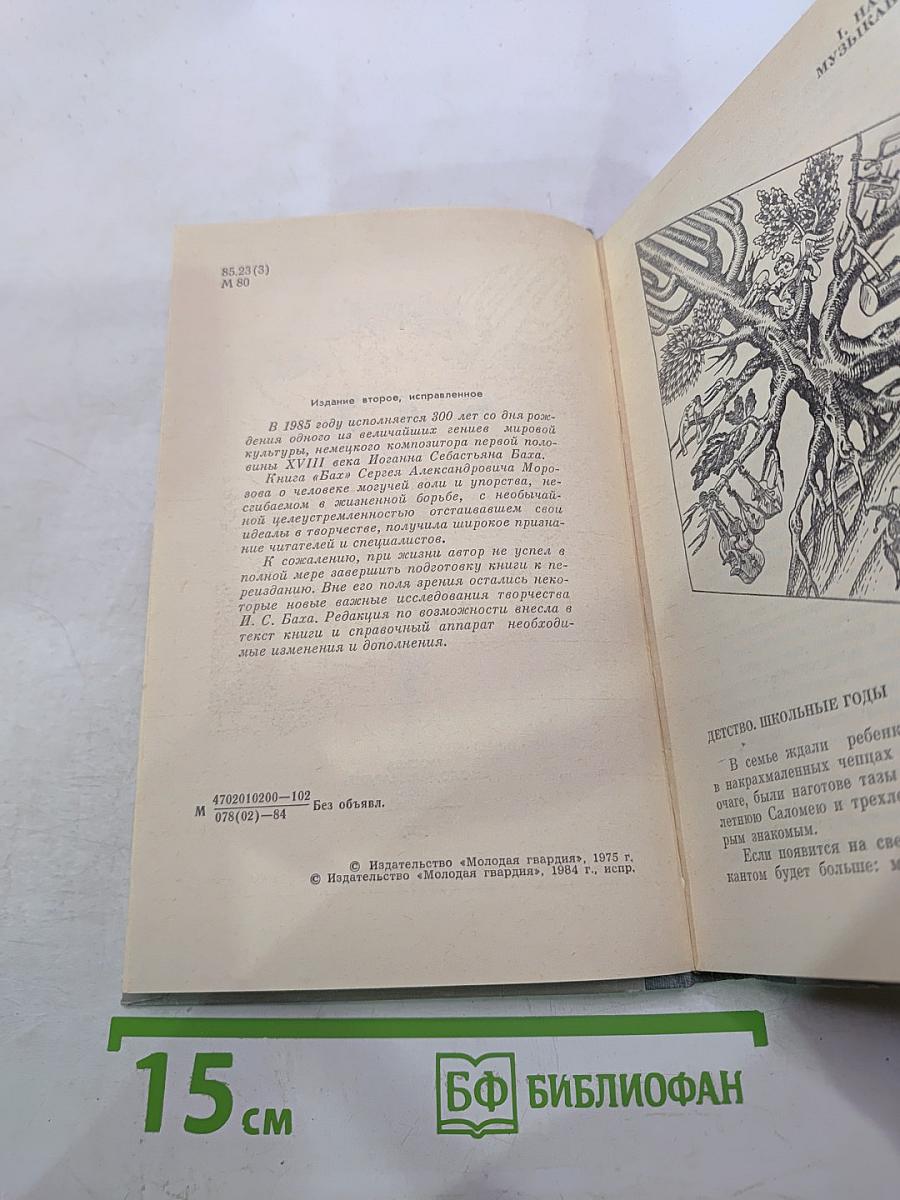 85.23(3)
М 80
Издание второе, исправленное
В 1985 году исполняется 300 лет со дня рож-
дения одного из величайших гениев мировой
культуры, немецкого композитора первой поло-
вины XVIII века Иоганна Себастьяна Баха.
Книга «Бах» Сергея Александровича Моро-
зова о человеке могучей воли и упорства, не-
сгибаемом в жизненной борьбе, с необычай-
ной целеустремленностью отстаивавшем свои
идеалы в творчестве, получила широкое призна-
ние читателей и специалистов.
К сожалению, при жизни автор не успел в
полной мере завершить подготовку книги к пе-
реизданию. Вне его поля зрения остались неко-
торые новые важные исследования творчества
И. С. Баха. Редакция по возможности внесла в
текст книги и справочный аппарат необходи-
мые изменения и дополнения.
М 4702010200—102
078(02)—84 Без объявл.
© Издательство «Молодая гвардия», 1975 г.
© Издательство «Молодая гвардия», 1984 г., испр.
I. НА
МУЗЫКАЛЬ
ДЕТСТВО. ШКОЛЬНЫЕ ГОДЫ
В семье ждали ребенк
в накрахмаленных чепцах
очаге, были наготове тазы
летнюю Саломею и трехле
рым знакомым.
Если появится на све
кантом будет больше: м
15 см
БФ БИБЛИОФАН